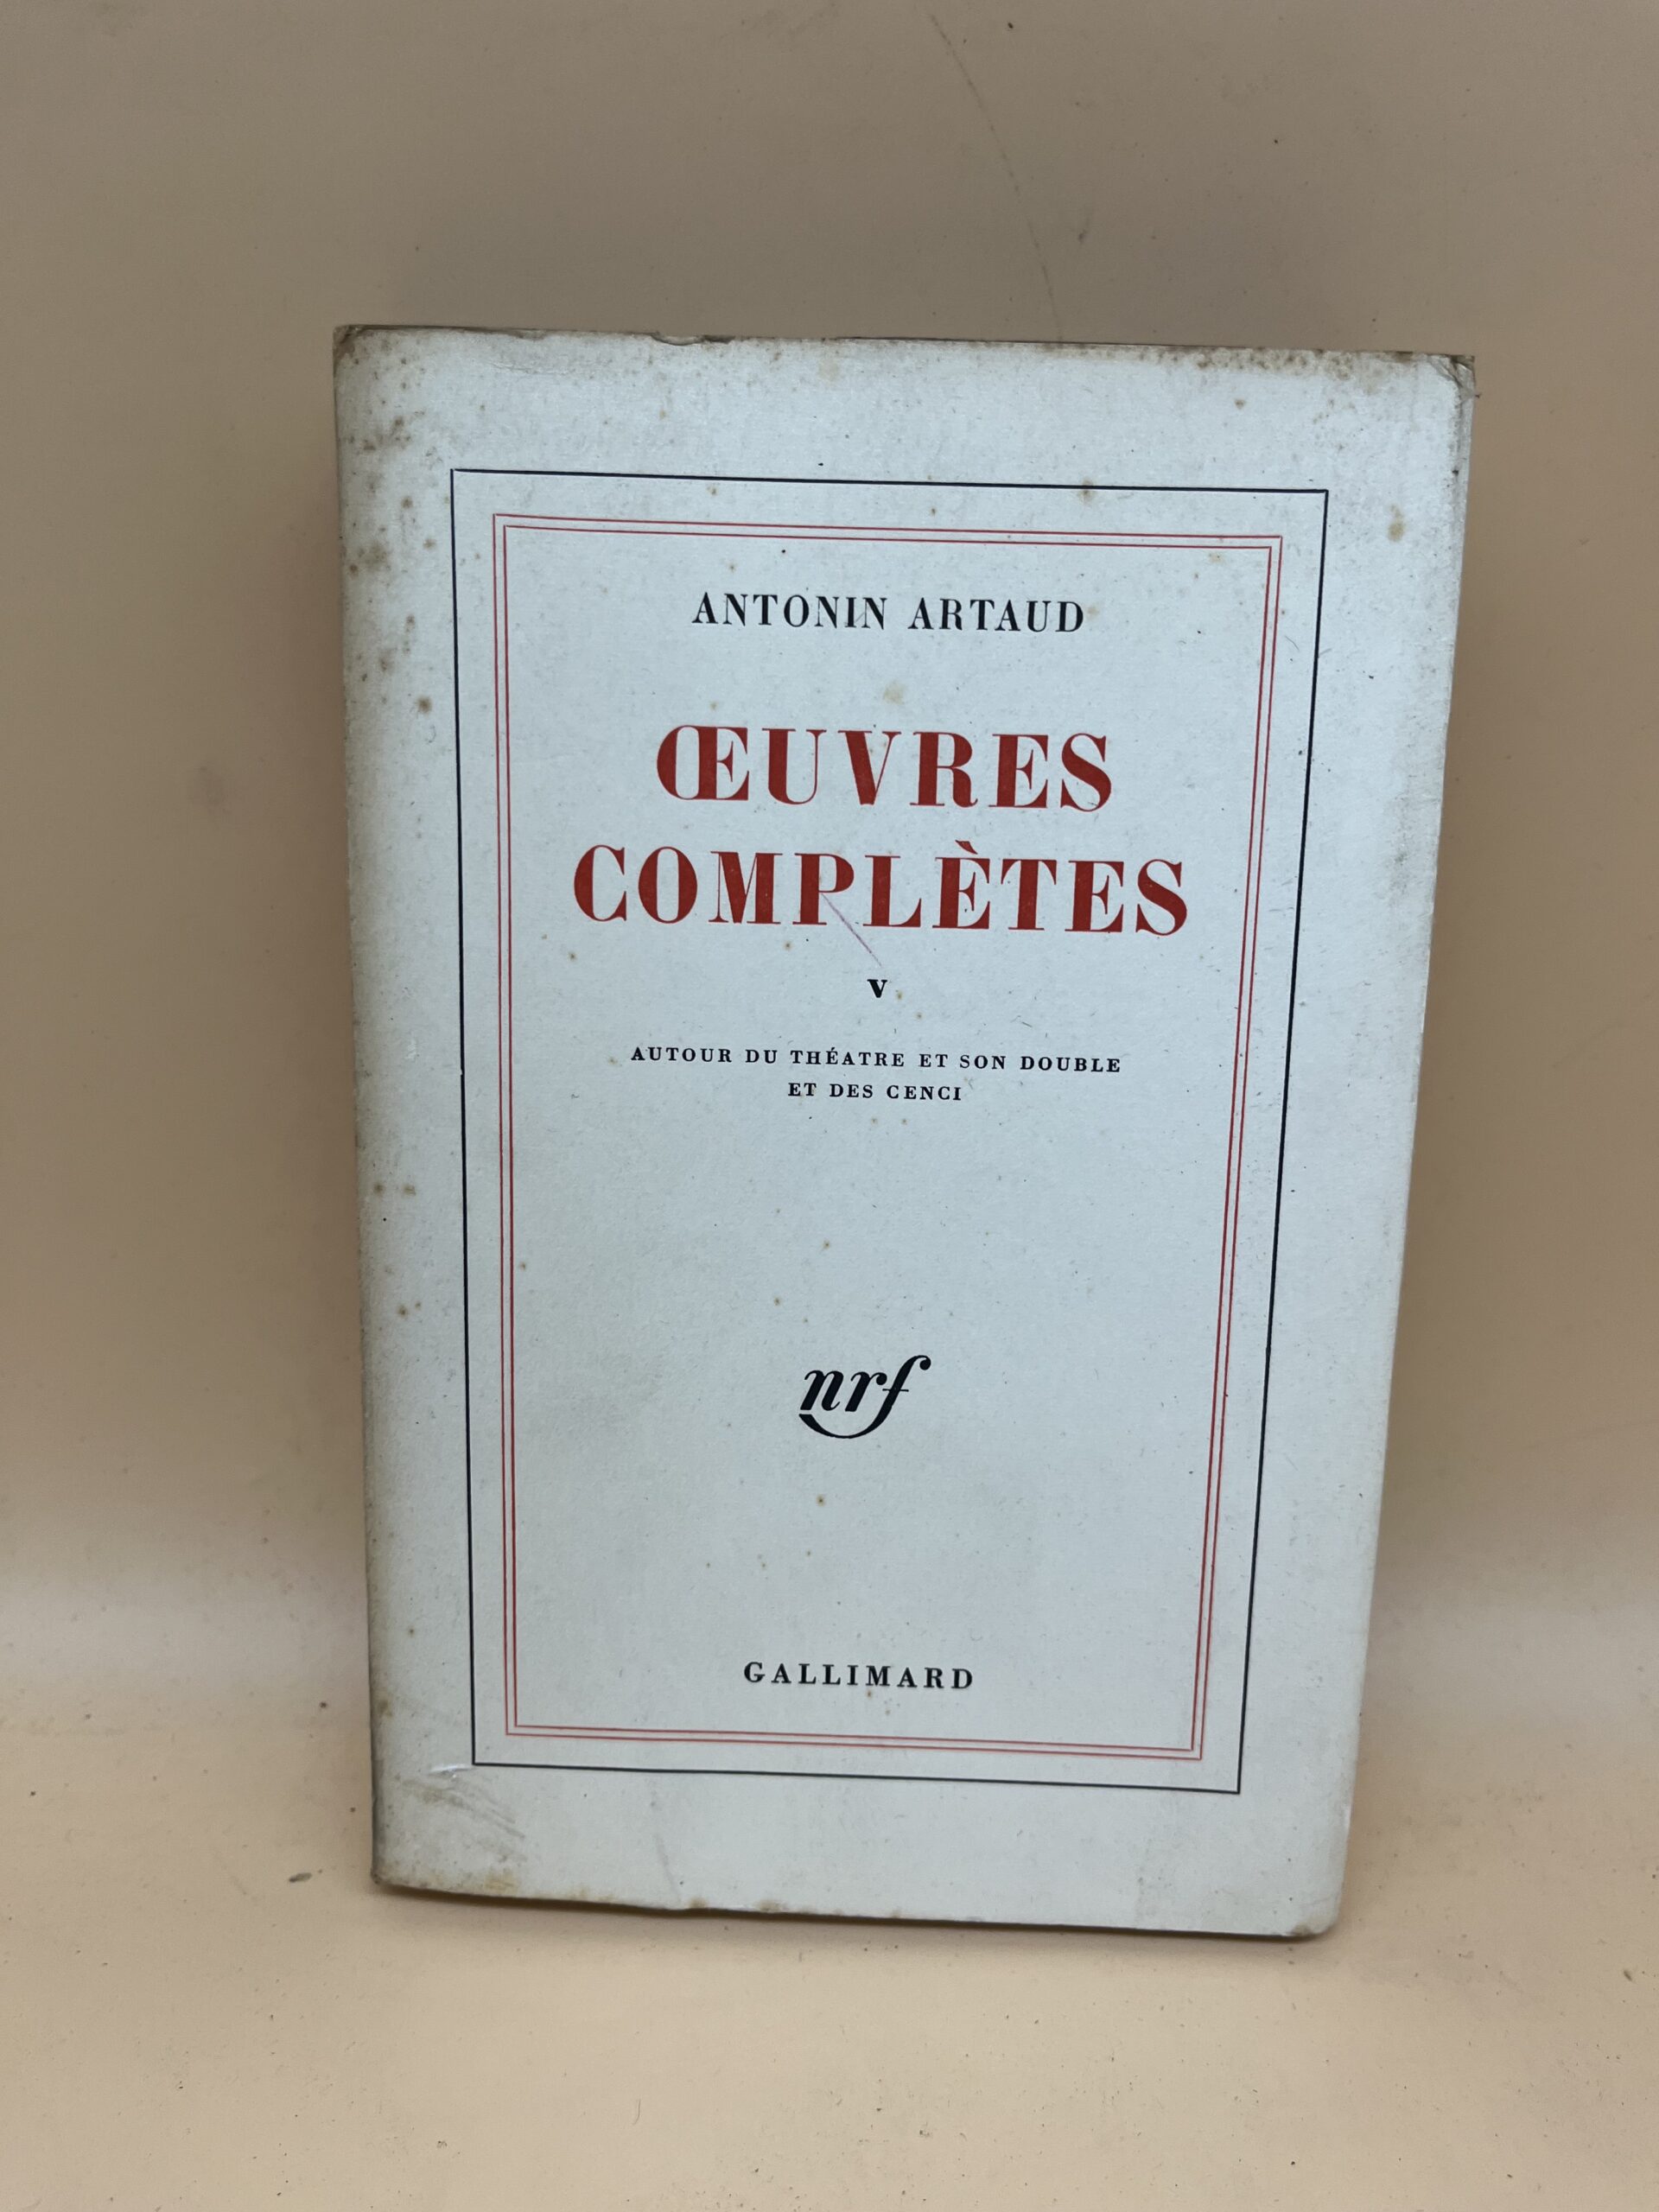 ANTONIN ARTAUD
ŒUVRES
COMPLÈTES
V
AUTOUR DU THÉATRE ET SON DOUBLE
ET DES CENCI
nrf
GALLIMARD